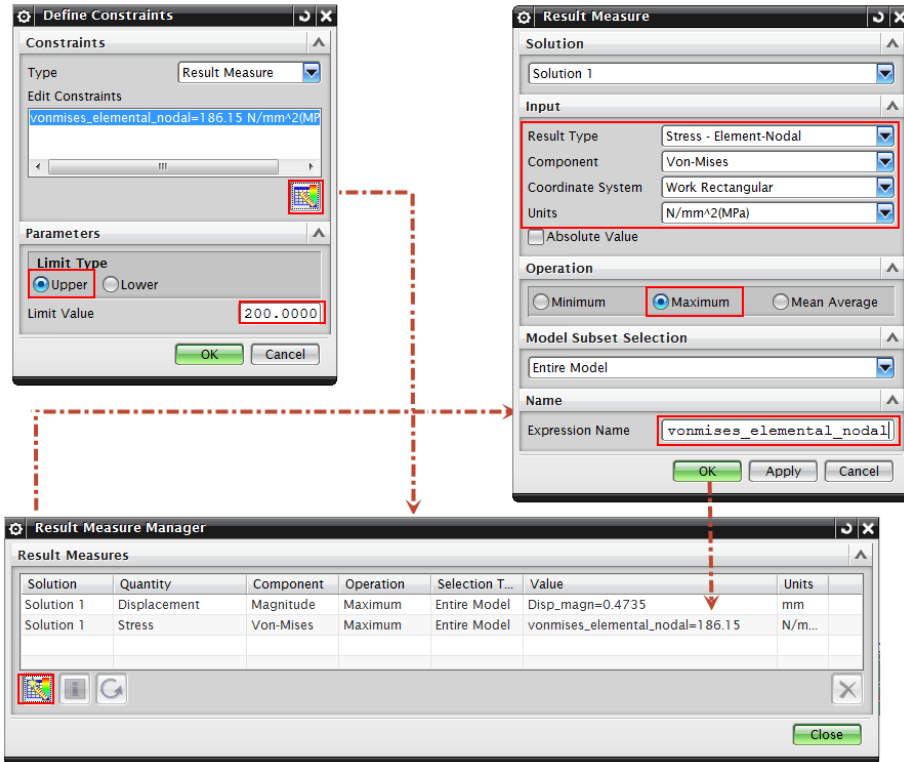 Define Constraints
Constraints
Type Result Measure
Edit Constraints
vonmises_elemental_nodal=186.15 N/mm^2(MP
Parameters
Limit Type
Upper Lower
Limit Value 200.0000
OK Cancel
Result Measure
Solution
Solution 1
Input
Result Type Stress - Element-Nodal
Component Von-Mises
Coordinate System Work Rectangular
Units N/mm^2(MPa)
Absolute Value
Operation
Minimum Maximum Mean Average
Model Subset Selection
Entire Model
Name
Expression Name vonmises_elemental_nodal
OK Apply Cancel
Result Measure Manager
Result Measures
Solution Quantity Component Operation Selection T... Value Units
Solution 1 Displacement Magnitude Maximum Entire Model Disp_magn=0.4735 mm
Solution 1 Stress Von-Mises Maximum Entire Model vonmises_elemental_nodal=186.15 N/m...
Close